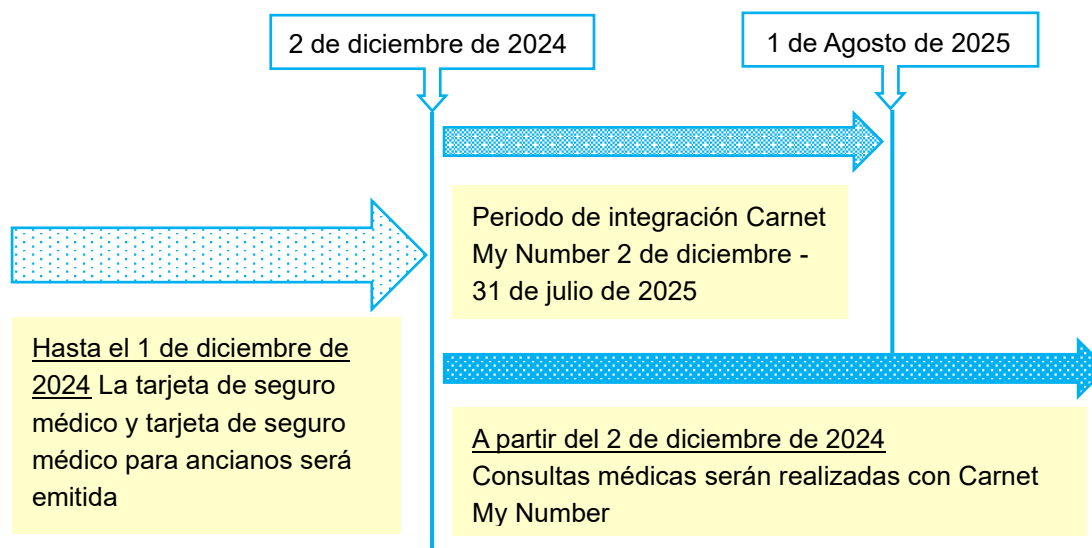 2 de diciembre de 2024
1 de Agosto de 2025
Periodo de integración Carnet
My Number 2 de diciembre -
31 de julio de 2025
Hasta el 1 de diciembre de
2024 La tarjeta de seguro
médico y tarjeta de seguro
médico para ancianos será
emitida
A partir del 2 de diciembre de 2024
Consultas médicas serán realizadas con Carnet
My Number